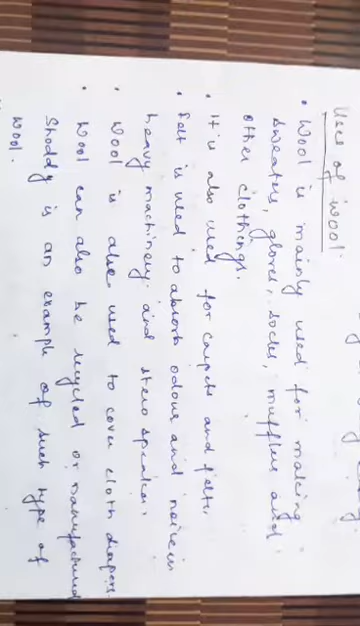 Uses of wool:
• Wool is mainly used for making
sweaters, gloves, socks, mufflers and
other clothings.
• It is also used for carpets and felts.
• Felt is used to absorb odour and noise in
heavy machinery and stereo speakers.
• Wool is also used to cover cloth diapers.
• Wool can also be recycled or manufactured
Shoddy is an example of such type of
wool.